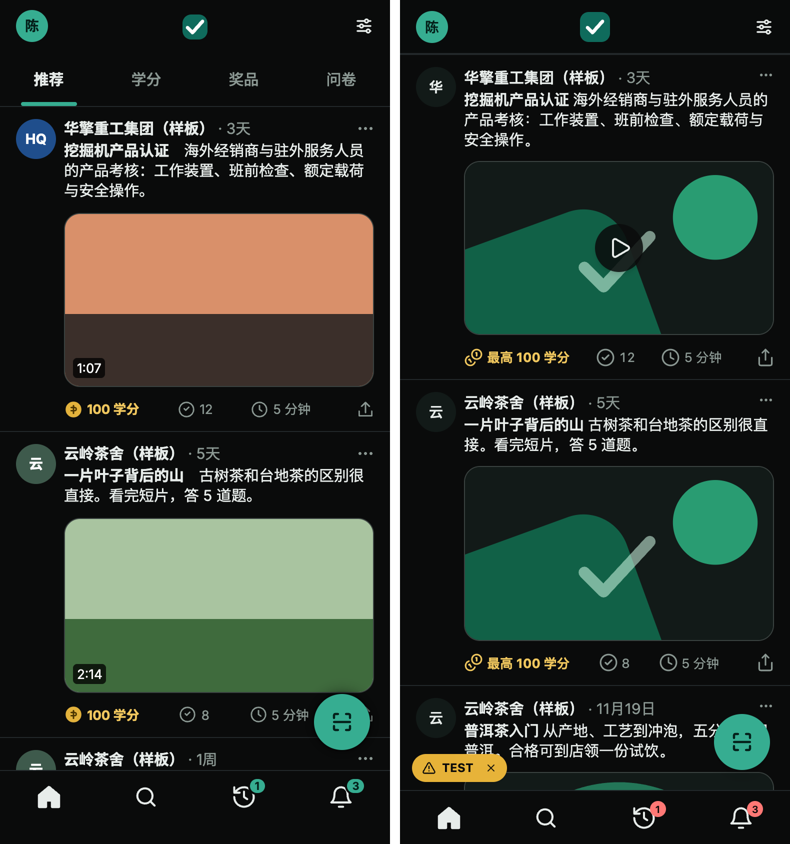 陈
推荐
学分
奖品
问卷
HQ
华擎重工集团（样板） · 3天
挖掘机产品认证 海外经销商与驻外服务人员
的产品考核：工作装置、班前检查、额定载荷
与安全操作。
1:07
100 学分
12
5 分钟
云
云岭茶舍（样板） · 5天
一片叶子背后的山 古树茶和台地茶的区别很
直接。看完短片，答 5 道题。
2:14
100 学分
8
5 分钟
云岭茶舍（样板） · 1周
1
3
陈
华
华擎重工集团（样板） · 3天
挖掘机产品认证 海外经销商与驻外服务人员的
产品考核：工作装置、班前检查、额定载荷与
安全操作。
最高 100 学分
12
5 分钟
云
云岭茶舍（样板） · 5天
一片叶子背后的山 古树茶和台地茶的区别很直
接。看完短片，答 5 道题。
最高 100 学分
8
5 分钟
云
云岭茶舍（样板） · 11月19日
普洱茶入门 从产地、工艺到冲泡，五分
普洱。合格可到店领一份试饮。
TEST
1
3